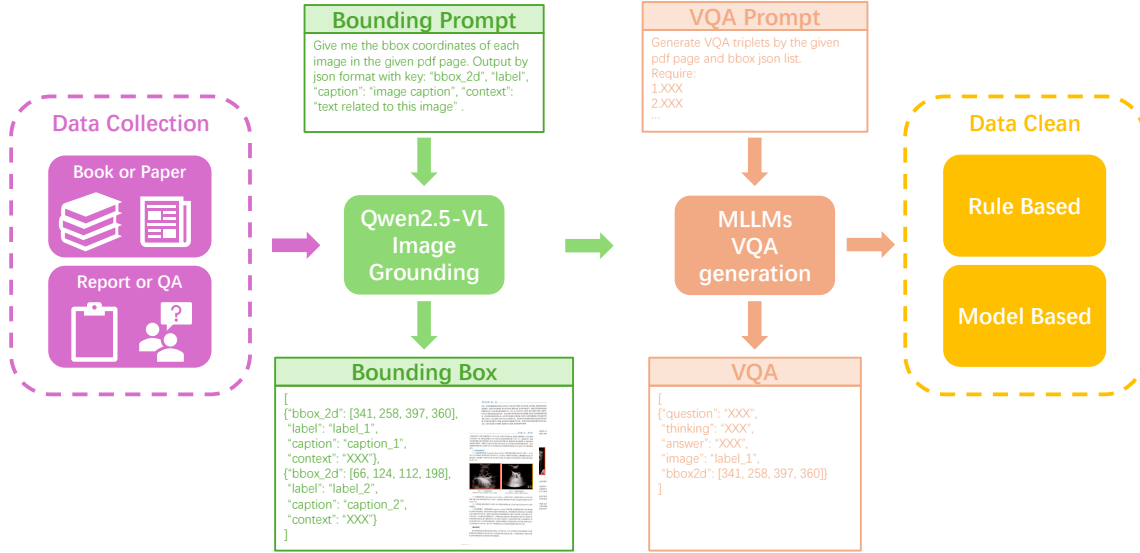 Data Collection
Book or Paper
Report or QA
?
Bounding Prompt
Give me the bbox coordinates of each
image in the given pdf page. Output by
json format with key: “bbox_2d”, “label”,
“caption”: “image caption”, “context”:
“text related to this image” .
Qwen2.5-VL
Image
Grounding
Bounding Box
[
{“bbox_2d”: [341, 258, 397, 360],
“label”: “label_1”,
“caption”: “caption_1”,
“context”: “XXX”},
{“bbox_2d”: [66, 124, 112, 198],
“label”: “label_2”,
“caption”: “caption_2”,
“context”: “XXX”}
]
VQA Prompt
Generate VQA triplets by the given
pdf page and bbox json list.
Require:
1.XXX
2.XXX
...
MLLMs
VQA
generation
VQA
[
{“question”: “XXX”,
“thinking”: “XXX”,
“answer”: “XXX”,
“image”: “label_1”,
“bbox2d”: [341, 258, 397, 360]}
]
Data Clean
Rule Based
Model Based